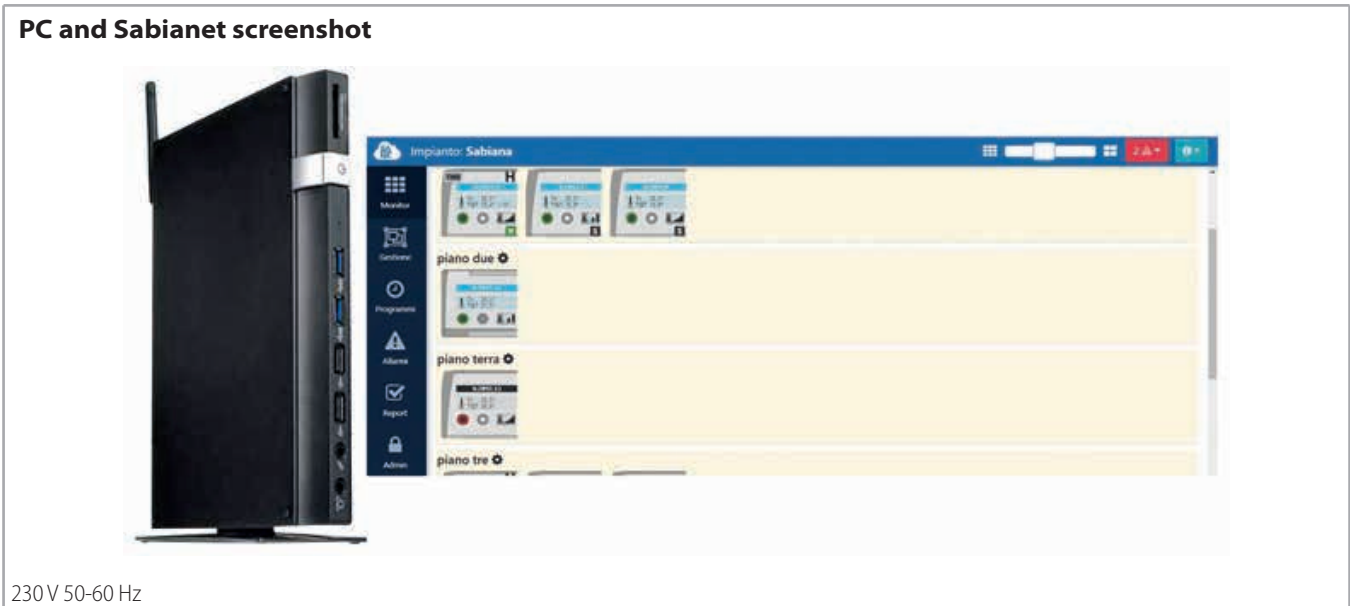 PC and Sabianet screenshot
Impianto: Sabiana
2
Monitor
H
Gestione
piano due
Programmi
Allarmi
piano terra
Report
Admin
piano tre
230 V 50-60 Hz